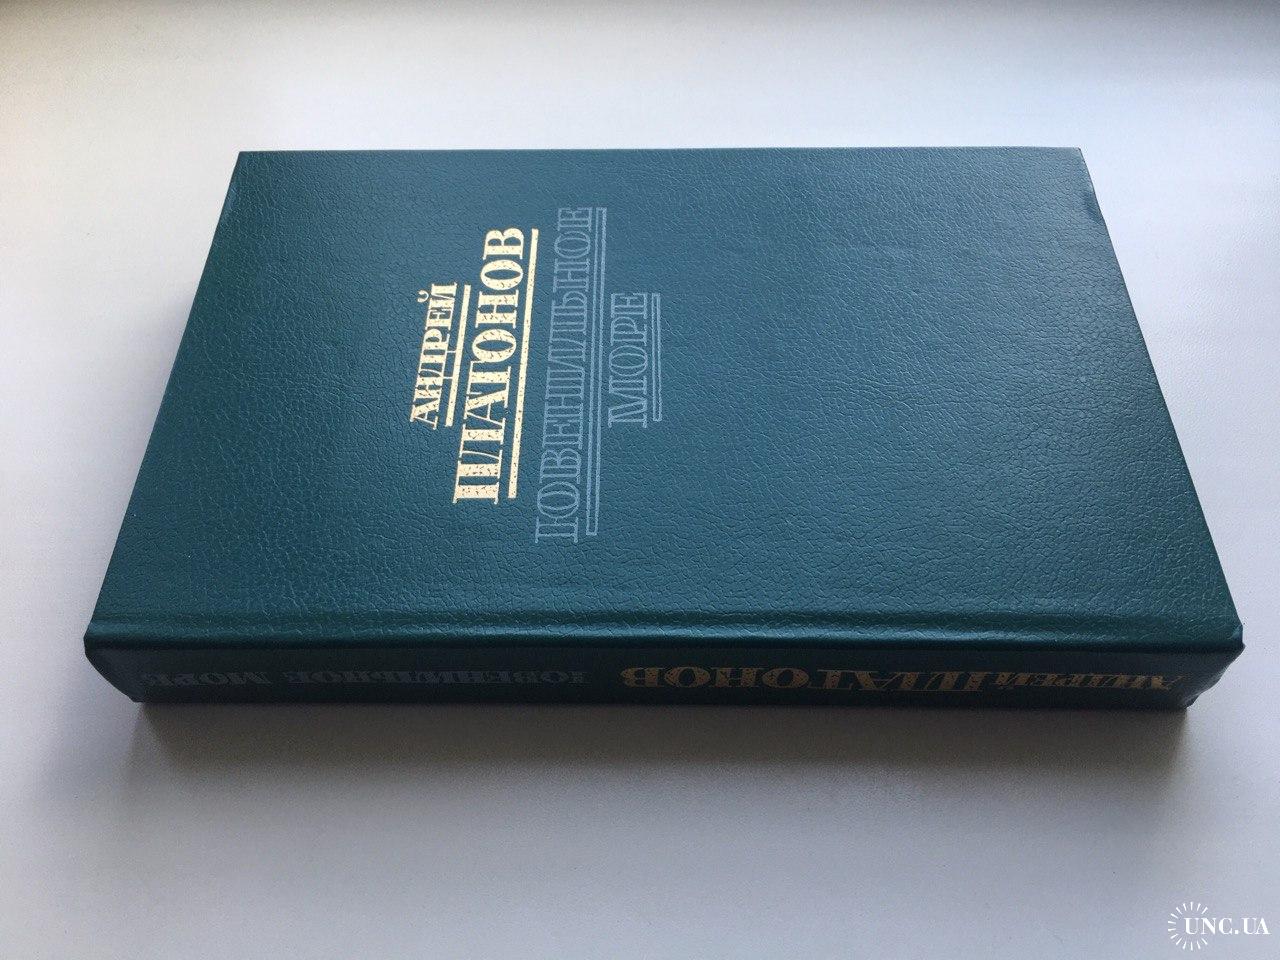 АНДРЕЙ
ПЛАТОНОВ
ЮВЕНИЛЬНОЕ
МОРЕ
АНДРЕЙ ПЛАТОНОВ ЮВЕНИЛЬНОЕ МОРЕ
UNC.UA